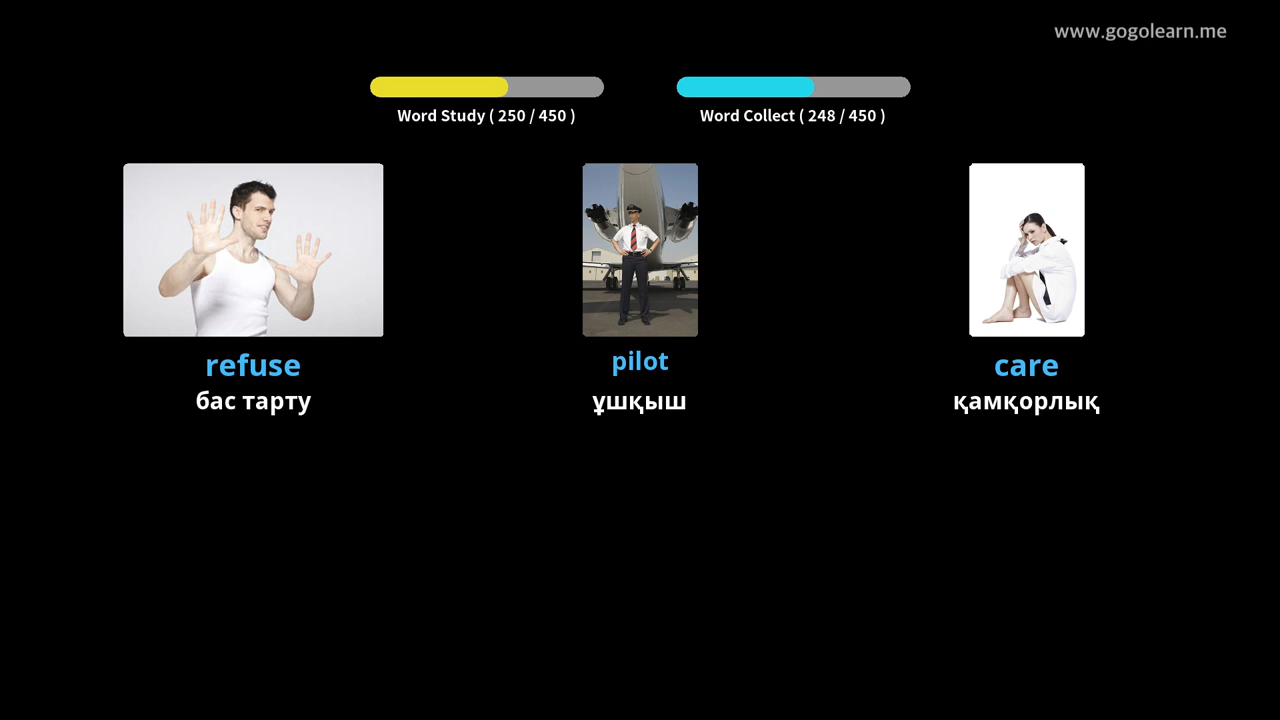 www.gogolearn.me
Word Study ( 250 / 450 )
Word Collect ( 248 / 450 )
refuse
pilot
care
бас тарту
ұшқыш
қамқорлық